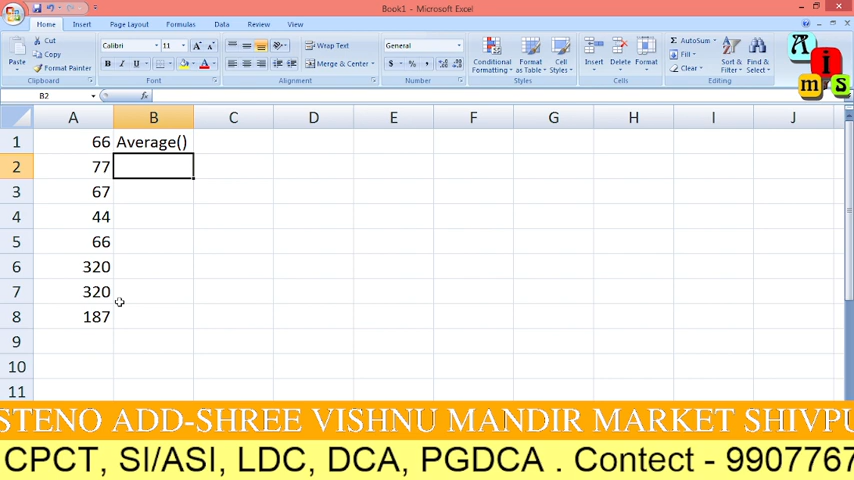 Book1 - Microsoft Excel
Home Insert Page Layout Formulas Data Review View
Cut AutoSum
Calibri 11 Wrap Text General
Copy Fill
Paste Format Painter Merge & Center Conditional Formatting Format as Table Cell Styles Insert Delete Format Clear Sort & Filter Find & Select
Clipboard Font Alignment Number Styles Cells Editing
A i m S
B2 fx
A B C D E F G H I J
1 66 Average()
2 77
3 67
4 44
5 66
6 320
7 320
8 187
9
10
11
STENO ADD-SHREE VISHNU MANDIR MARKET SHIVPU
CPCT, SI/ASI, LDC, DCA, PGDCA . Contect - 9907767